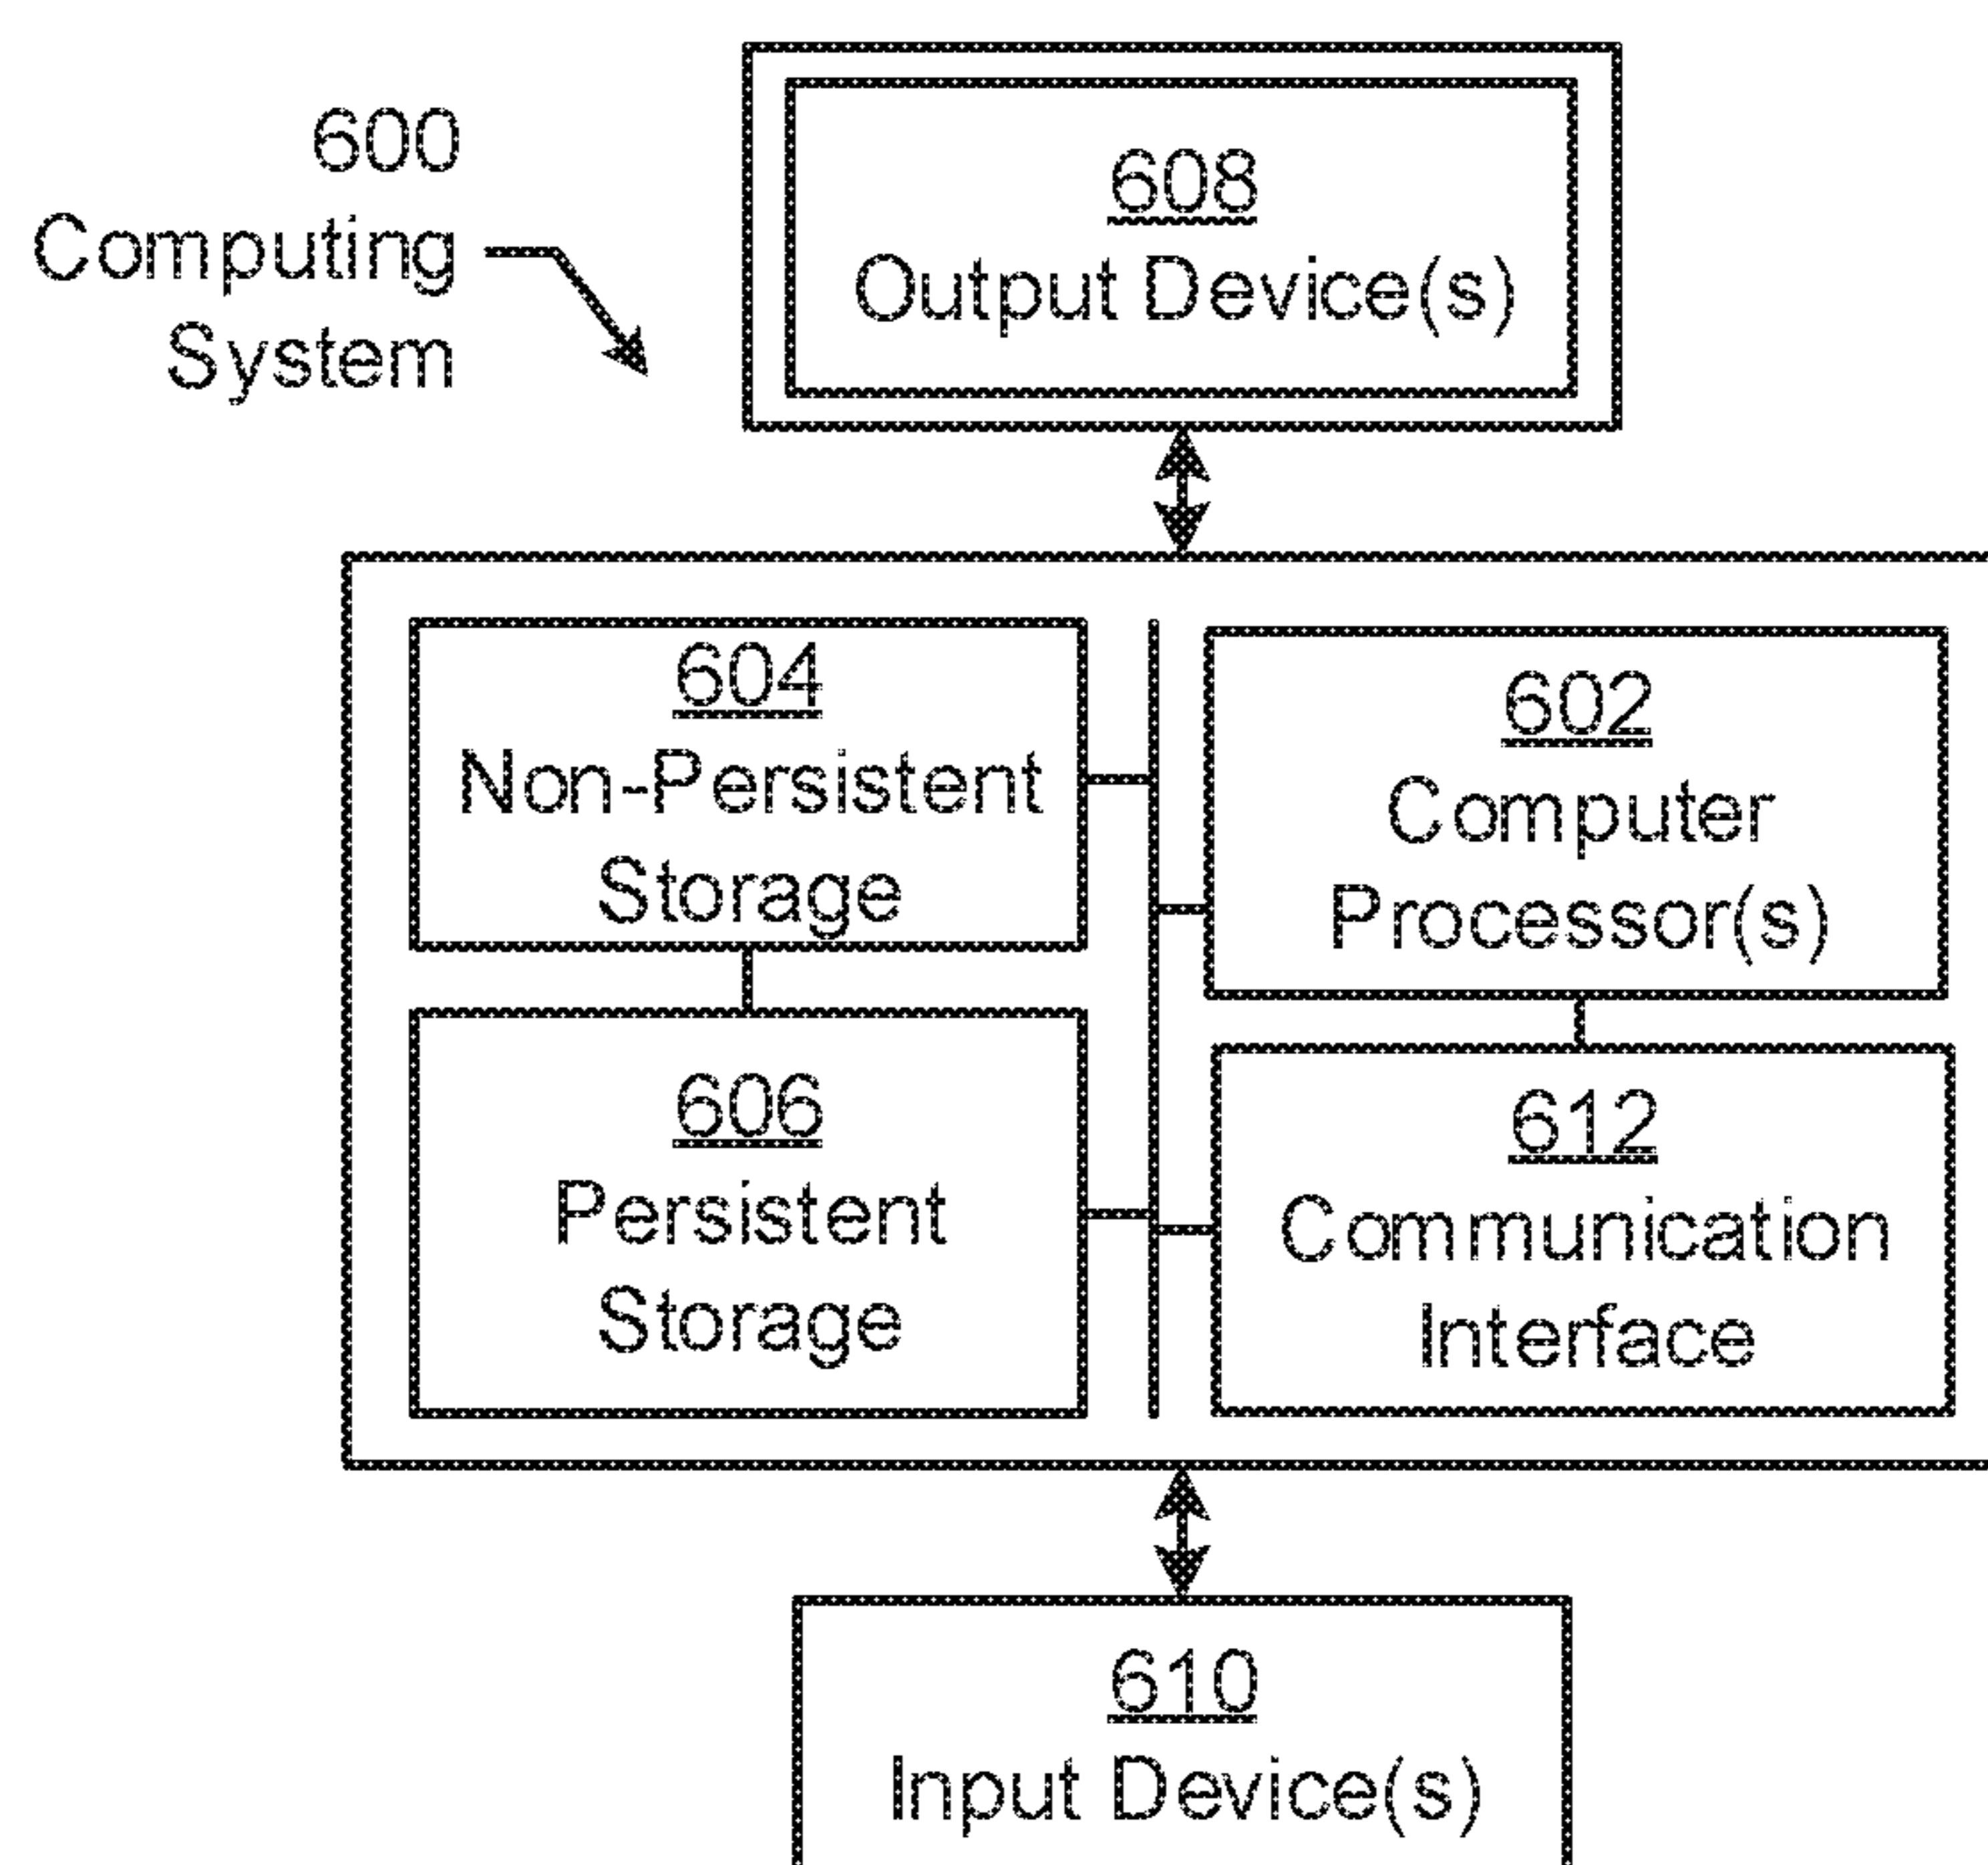 600
Computing
System
608
Output Device(s)
604
Non-Persistent
Storage
602
Computer
Processor(s)
606
Persistent
Storage
612
Communication
Interface
610
Input Device(s)